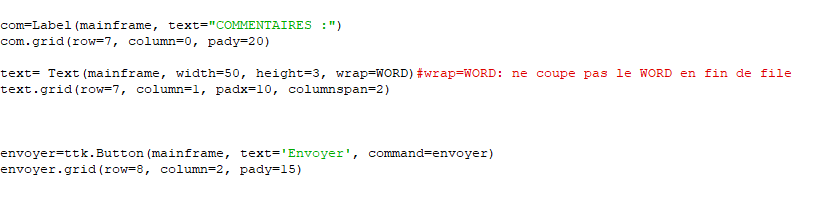 com=Label(mainframe, text="COMMENTAIRES :")
com.grid(row=7, column=0, pady=20)
text= Text(mainframe, width=50, height=3, wrap=WORD)#wrap=WORD: ne coupe pas le WORD en fin de file
text.grid(row=7, column=1, padx=10, columnspan=2)
envoyer=ttk.Button(mainframe, text='Envoyer', command=envoyer)
envoyer.grid(row=8, column=2, pady=15)